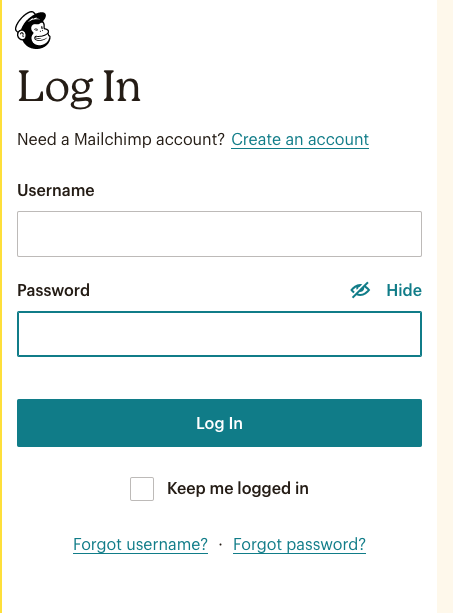 Log In
Need a Mailchimp account? Create an account
Username
Password Hide
Log In
Keep me logged in
Forgot username? · Forgot password?